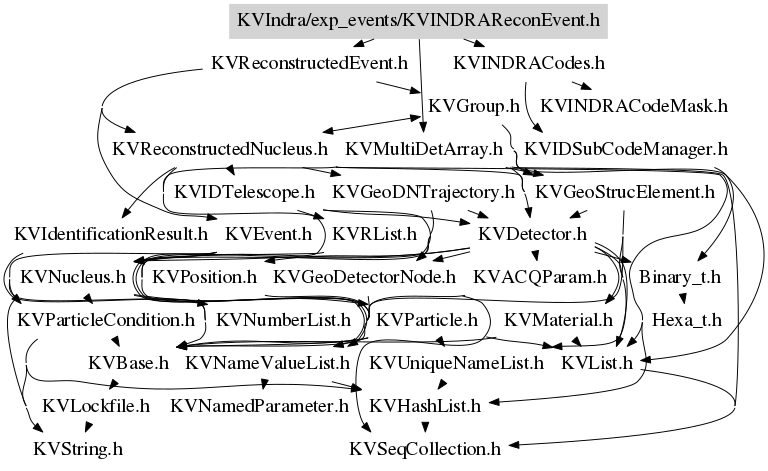 KVIndra/exp_events/KVINDRAReconEvent.h
KVReconstructedEvent.h KVINDRACodes.h
KVGroup.h KVINDRACodeMask.h
KVReconstructedNucleus.h KVMultiDetArray.h KVIDSubCodeManager.h
KVIDTelescope.h KVGeoDNTrajectory.h KVGeoStrucElement.h
KVIdentificationResult.h KVEvent.h KVRList.h KVDetector.h
KVNucleus.h KVPosition.h KVGeoDetectorNode.h KVACQParam.h Binary_t.h
KVParticleCondition.h KVNumberList.h KVParticle.h KVMaterial.h Hexa_t.h
KVBase.h KVNameValueList.h KVUniqueNameList.h KVList.h
KVLockfile.h KVNamedParameter.h KVHashList.h
KVString.h KVSeqCollection.h